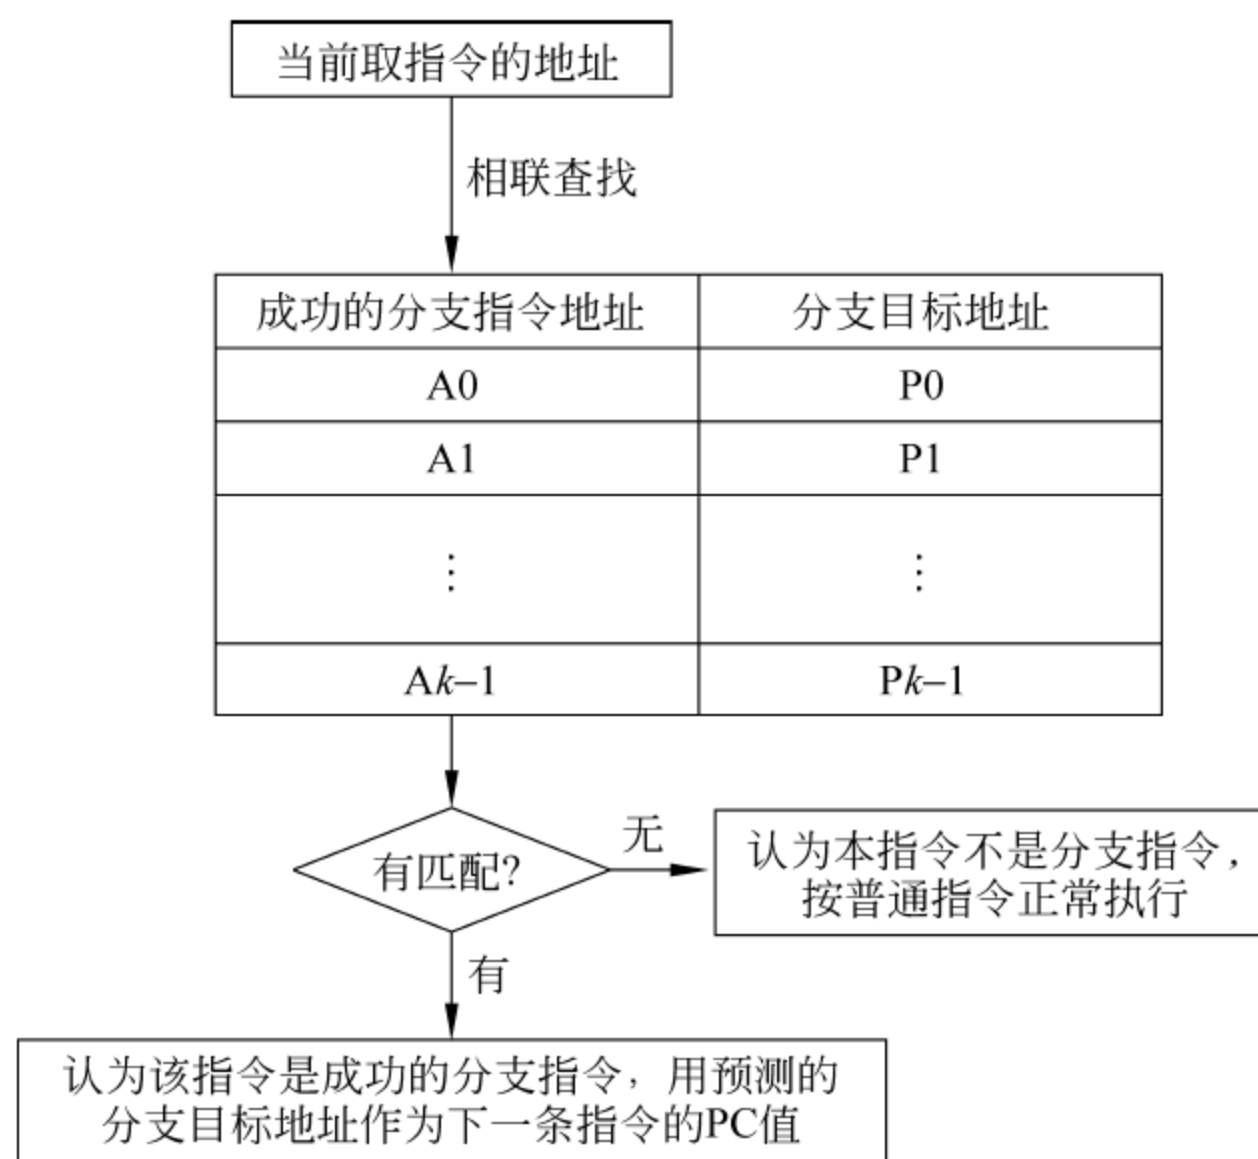 当前取指令的地址
相联查找
成功的分支指令地址 分支目标地址
A0 P0
A1 P1
⋮ ⋮
Ak–1 Pk–1
有匹配?
无
认为本指令不是分支指令,
按普通指令正常执行
有
认为该指令是成功的分支指令,用预测的
分支目标地址作为下一条指令的PC值